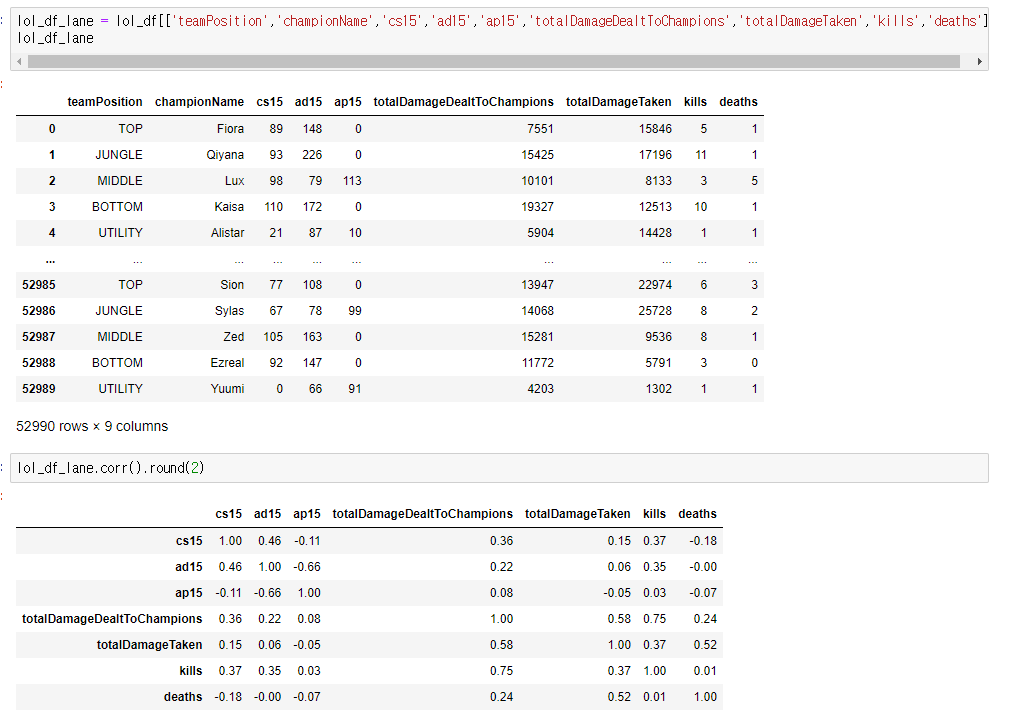 lol_df_lane = lol_df[['teamPosition','championName','cs15','ad15','ap15','totalDamageDealtToChampions','totalDamageTaken','kills','deaths']
lol_df_lane
teamPosition championName cs15 ad15 ap15 totalDamageDealtToChampions totalDamageTaken kills deaths
0 TOP Fiora 89 148 0 7551 15846 5 1
1 JUNGLE Qiyana 93 226 0 15425 17196 11 1
2 MIDDLE Lux 98 79 113 10101 8133 3 5
3 BOTTOM Kaisa 110 172 0 19327 12513 10 1
4 UTILITY Alistar 21 87 10 5904 14428 1 1
... ... ... ... ... ... ... ... ... ...
52985 TOP Sion 77 108 0 13947 22974 6 3
52986 JUNGLE Sylas 67 78 99 14068 25728 8 2
52987 MIDDLE Zed 105 163 0 15281 9536 8 1
52988 BOTTOM Ezreal 92 147 0 11772 5791 3 0
52989 UTILITY Yuumi 0 66 91 4203 1302 1 1
52990 rows × 9 columns
lol_df_lane.corr().round(2)
cs15 ad15 ap15 totalDamageDealtToChampions totalDamageTaken kills deaths
cs15 1.00 0.46 -0.11 0.36 0.15 0.37 -0.18
ad15 0.46 1.00 -0.66 0.22 0.06 0.35 -0.00
ap15 -0.11 -0.66 1.00 0.08 -0.05 0.03 -0.07
totalDamageDealtToChampions 0.36 0.22 0.08 1.00 0.58 0.75 0.24
totalDamageTaken 0.15 0.06 -0.05 0.58 1.00 0.37 0.52
kills 0.37 0.35 0.03 0.75 0.37 1.00 0.01
deaths -0.18 -0.00 -0.07 0.24 0.52 0.01 1.00